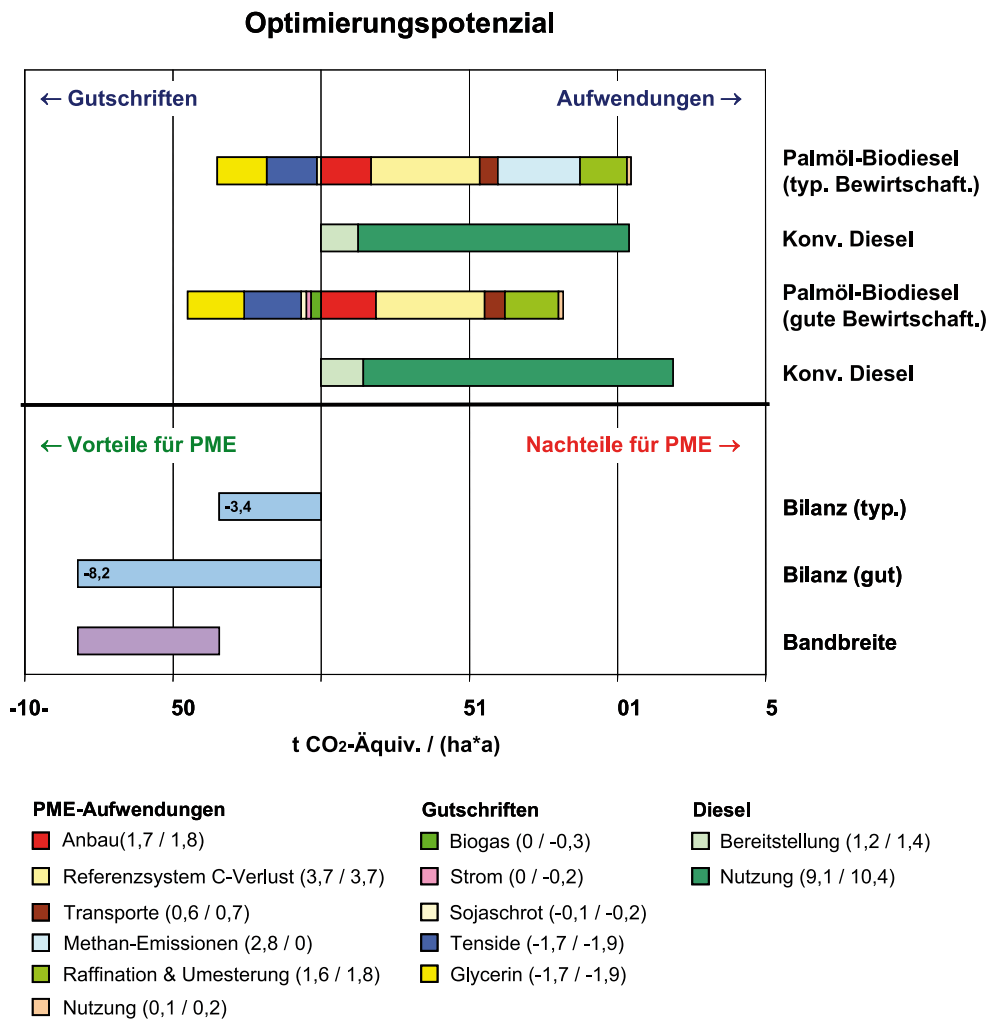 Optimierungspotenzial
← Gutschriften
Aufwendungen →
Palmöl-Biodiesel
(typ. Bewirtschaft.)
Konv. Diesel
Palmöl-Biodiesel
(gute Bewirtschaft.)
Konv. Diesel
← Vorteile für PME
Nachteile für PME →
-3,4
Bilanz (typ.)
-8,2
Bilanz (gut)
Bandbreite
-10- 50 51 01 5
t CO2-Äquiv. / (ha*a)
PME-Aufwendungen
Anbau(1,7 / 1,8)
Referenzsystem C-Verlust (3,7 / 3,7)
Transporte (0,6 / 0,7)
Methan-Emissionen (2,8 / 0)
Raffination & Umesterung (1,6 / 1,8)
Nutzung (0,1 / 0,2)
Gutschriften
Biogas (0 / -0,3)
Strom (0 / -0,2)
Sojaschrot (-0,1 / -0,2)
Tenside (-1,7 / -1,9)
Glycerin (-1,7 / -1,9)
Diesel
Bereitstellung (1,2 / 1,4)
Nutzung (9,1 / 10,4)